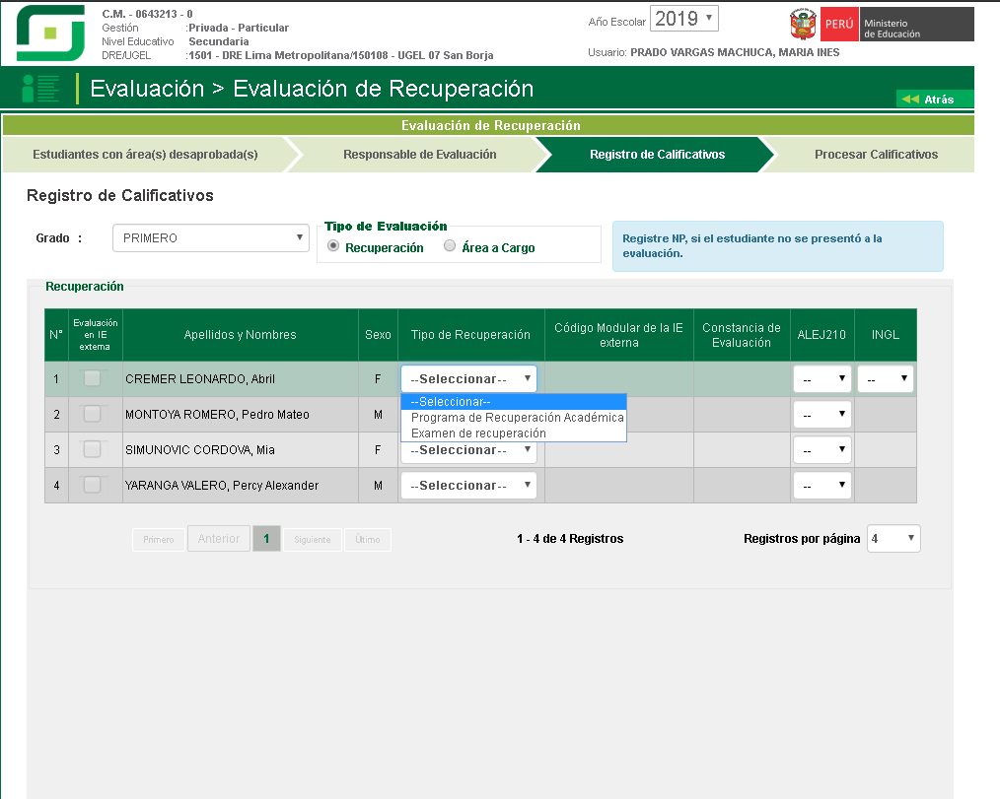 C.M. - 0643213 - 0
Gestión :Privada - Particular
Nivel Educativo Secundaria
DRE/UGEL :1501 - DRE Lima Metropolitana/150108 - UGEL 07 San Borja
Año Escolar 2019
PERÚ Ministerio de Educación
Usuario: PRADO VARGAS MACHUCA, MARIA INES
Evaluación > Evaluación de Recuperación
Atrás
Evaluación de Recuperación
Estudiantes con área(s) desaprobada(s) Responsable de Evaluación Registro de Calificativos Procesar Calificativos
Registro de Calificativos
Grado : PRIMERO
Tipo de Evaluación
Recuperación Área a Cargo
Registre NP, si el estudiante no se presentó a la
evaluación.
Recuperación
N° Evaluación en IE externa Apellidos y Nombres Sexo Tipo de Recuperación Código Modular de la IE externa Constancia de Evaluación ALEJ210 INGL
1 CREMER LEONARDO, Abril F --Seleccionar-- -- --
--Seleccionar--
Programa de Recuperación Académica
Examen de recuperación
2 MONTOYA ROMERO, Pedro Mateo M --
3 SIMUNOVIC CORDOVA, Mia F --Seleccionar-- --
4 YARANGA VALERO, Percy Alexander M --Seleccionar-- --
Primero Anterior 1 Siguiente Último 1 - 4 de 4 Registros Registros por página 4